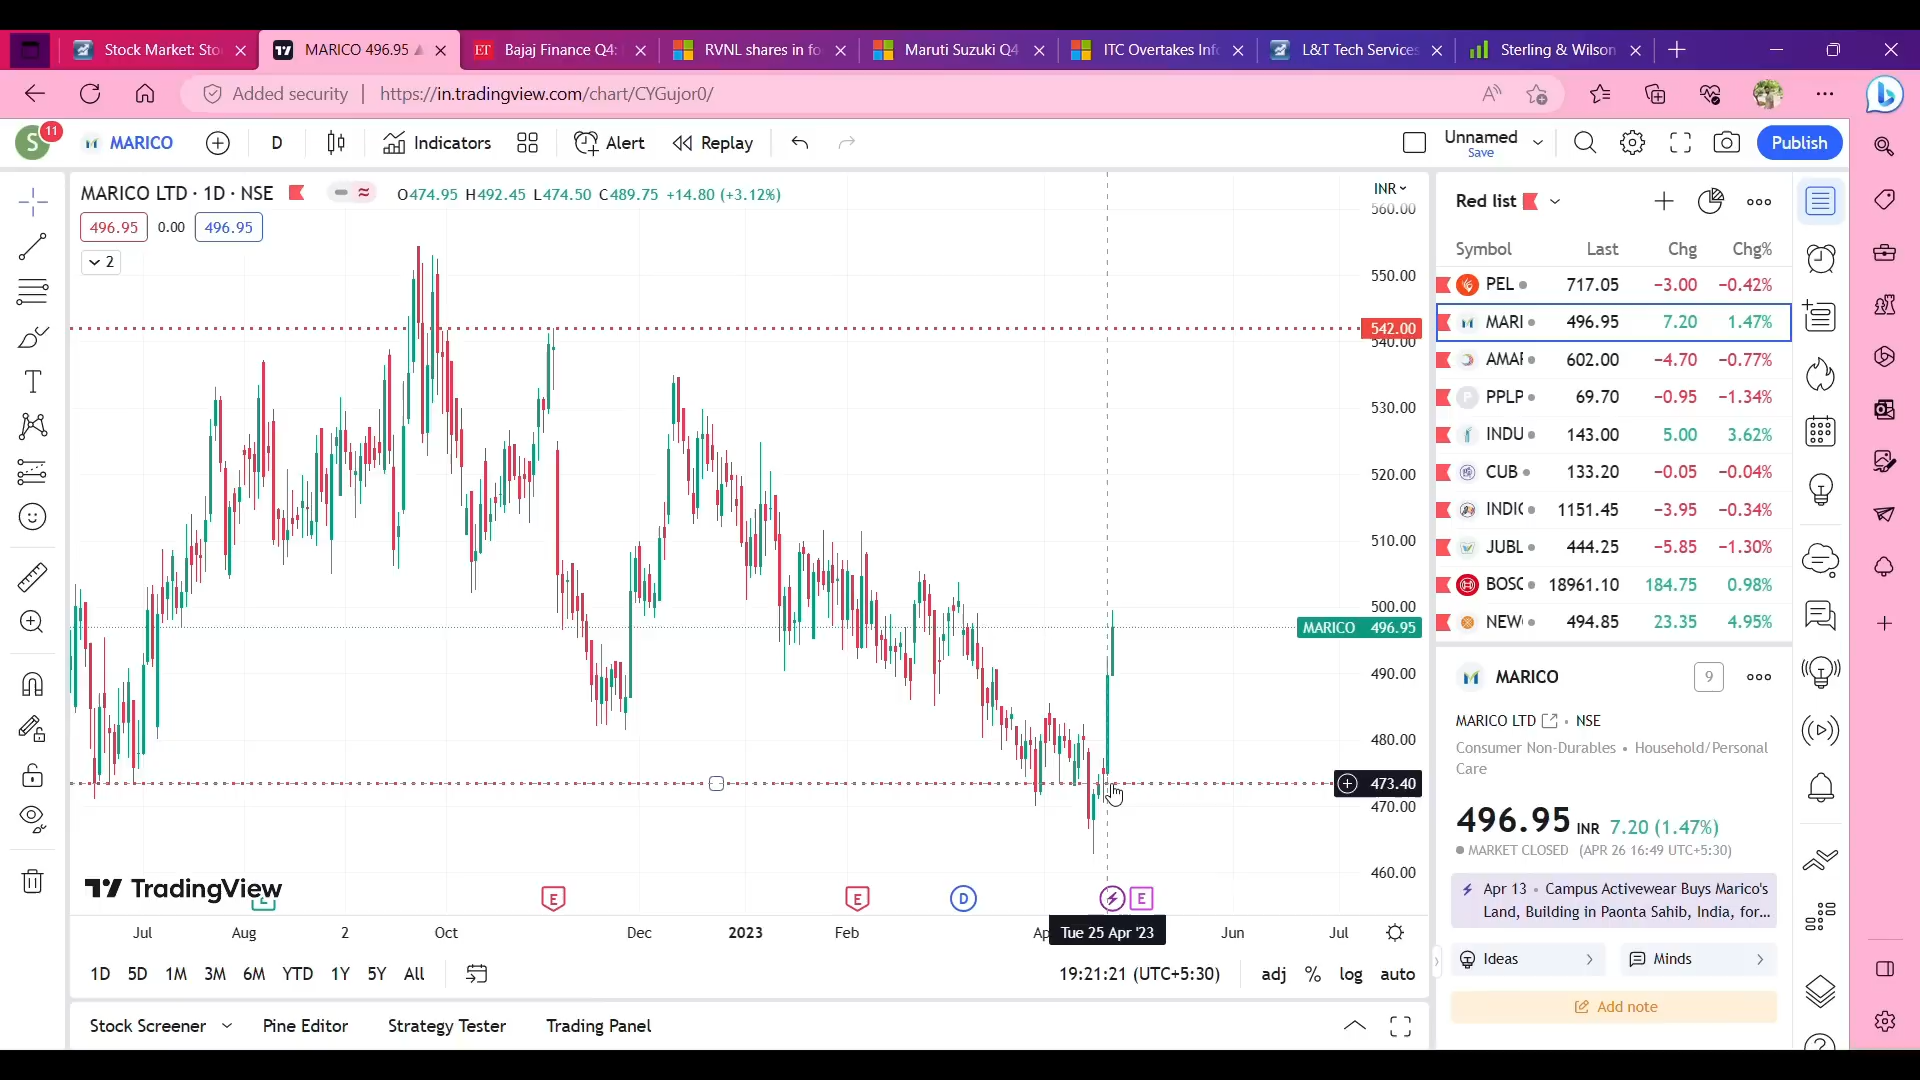 Stock Market: Sto
MARICO 496.95
ET Bajaj Finance Q4:
RVNL shares in fo
Maruti Suzuki Q4
ITC Overtakes Inf
L&T Tech Services
Sterling & Wilson
Added security
https://in.tradingview.com/chart/CYGujor0/
S 11 MARICO D Indicators Alert Replay Unnamed Publish
Save
MARICO LTD · 1D · NSE O474.95 H492.45 L474.50 C489.75 +14.80 (+3.12%)
496.95 0.00 496.95
2
INR
560.00
550.00
542.00
540.00
530.00
520.00
510.00
500.00
MARICO 496.95
490.00
480.00
473.40
470.00
460.00
TradingView
E E D E
Jul Aug 2 Oct Dec 2023 Feb Ap Tue 25 Apr '23 Jun Jul
1D 5D 1M 3M 6M YTD 1Y 5Y All 19:21:21 (UTC+5:30) adj % log auto
Stock Screener Pine Editor Strategy Tester Trading Panel
Red list
Symbol Last Chg Chg%
PEL 717.05 −3.00 −0.42%
MARI 496.95 7.20 1.47%
AMAR 602.00 −4.70 −0.77%
PPLP 69.70 −0.95 −1.34%
INDU 143.00 5.00 3.62%
CUB 133.20 −0.05 −0.04%
INDIG 1151.45 −3.95 −0.34%
JUBL 444.25 −5.85 −1.30%
BOSC 18961.10 184.75 0.98%
NEW 494.85 23.35 4.95%
MARICO 9
MARICO LTD • NSE
Consumer Non-Durables • Household/Personal
Care
496.95 INR 7.20 (1.47%)
MARKET CLOSED (APR 26 16:49 UTC+5:30)
Apr 13 • Campus Activewear Buys Marico's
Land, Building in Paonta Sahib, India, for...
Ideas Minds
Add note